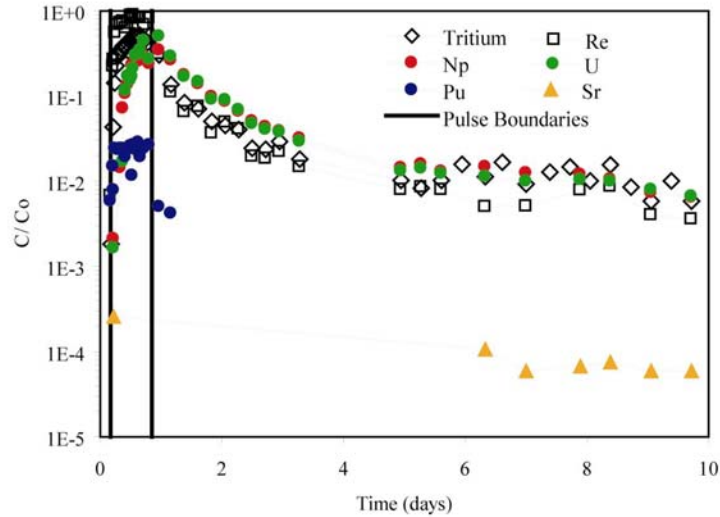 1E+0
1E-1
1E-2
1E-3
1E-4
1E-5
C/ Co
Tritium
Re
Np
U
Pu
Sr
Pulse Boundaries
0
2
4
6
8
10
Time (days)